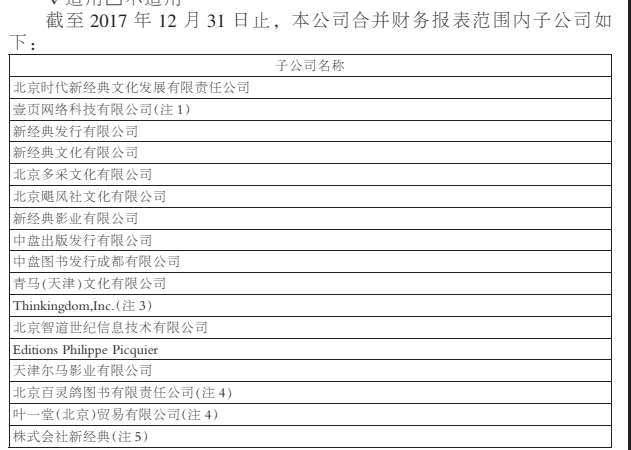 √适用□不适用
截至 2017 年 12 月 31 日止，本公司合并财务报表范围内子公司如
下：
子公司名称
北京时代新经典文化发展有限责任公司
壹页网络科技有限公司(注 1)
新经典发行有限公司
新经典文化有限公司
北京多采文化有限公司
北京飓风社文化有限公司
新经典影业有限公司
中盘出版发行有限公司
中盘图书发行成都有限公司
青马(天津)文化有限公司
Thinkingdom,Inc.(注 3)
北京智道世纪信息技术有限公司
Editions Philippe Picquier
天津尔马影业有限公司
北京百灵鸽图书有限责任公司(注 4)
叶一堂(北京)贸易有限公司(注 4)
株式会社新经典(注 5)